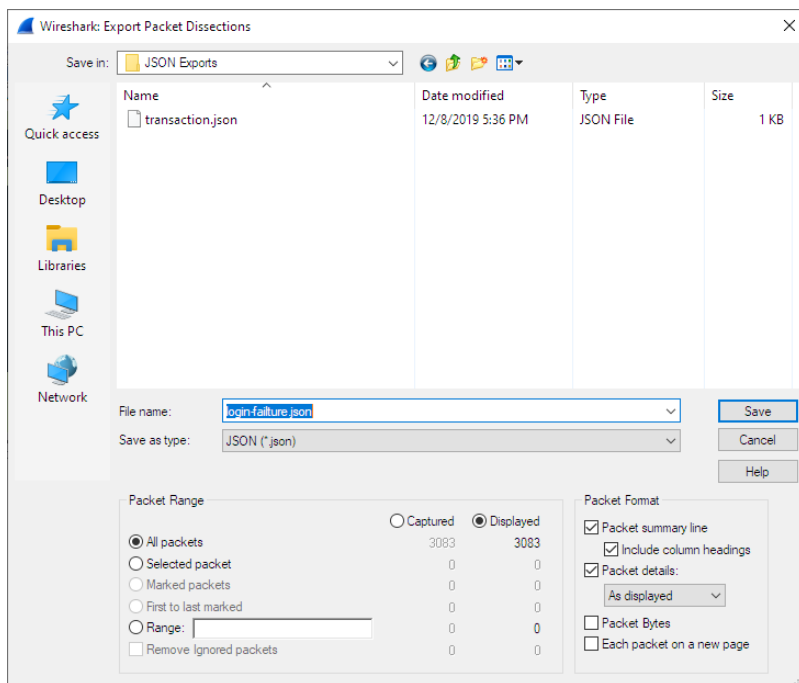 Wireshark: Export Packet Dissections
Save in: JSON Exports
Name Date modified Type Size
transaction.json 12/8/2019 5:36 PM JSON File 1 KB
Quick access
Desktop
Libraries
This PC
Network
File name: login-failture.json Save
Save as type: JSON (*.json) Cancel
Help
Packet Range
Captured Displayed
All packets 3083 3083
Selected packet 0 0
Marked packets 0 0
First to last marked 0 0
Range: 0 0
Remove Ignored packets 0 0
Packet Format
Packet summary line
Include column headings
Packet details:
As displayed
Packet Bytes
Each packet on a new page